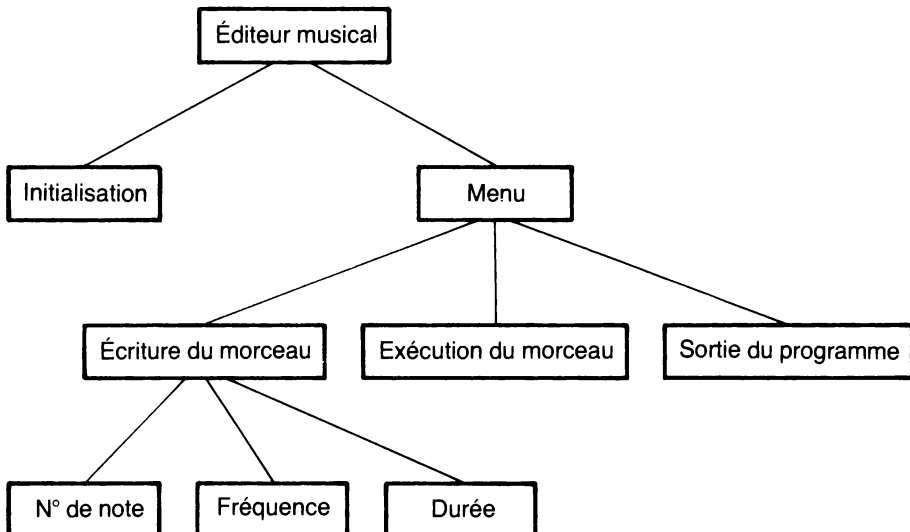 Éditeur musical
Initialisation
Menu
Écriture du morceau
Exécution du morceau
Sortie du programme
N° de note
Fréquence
Durée